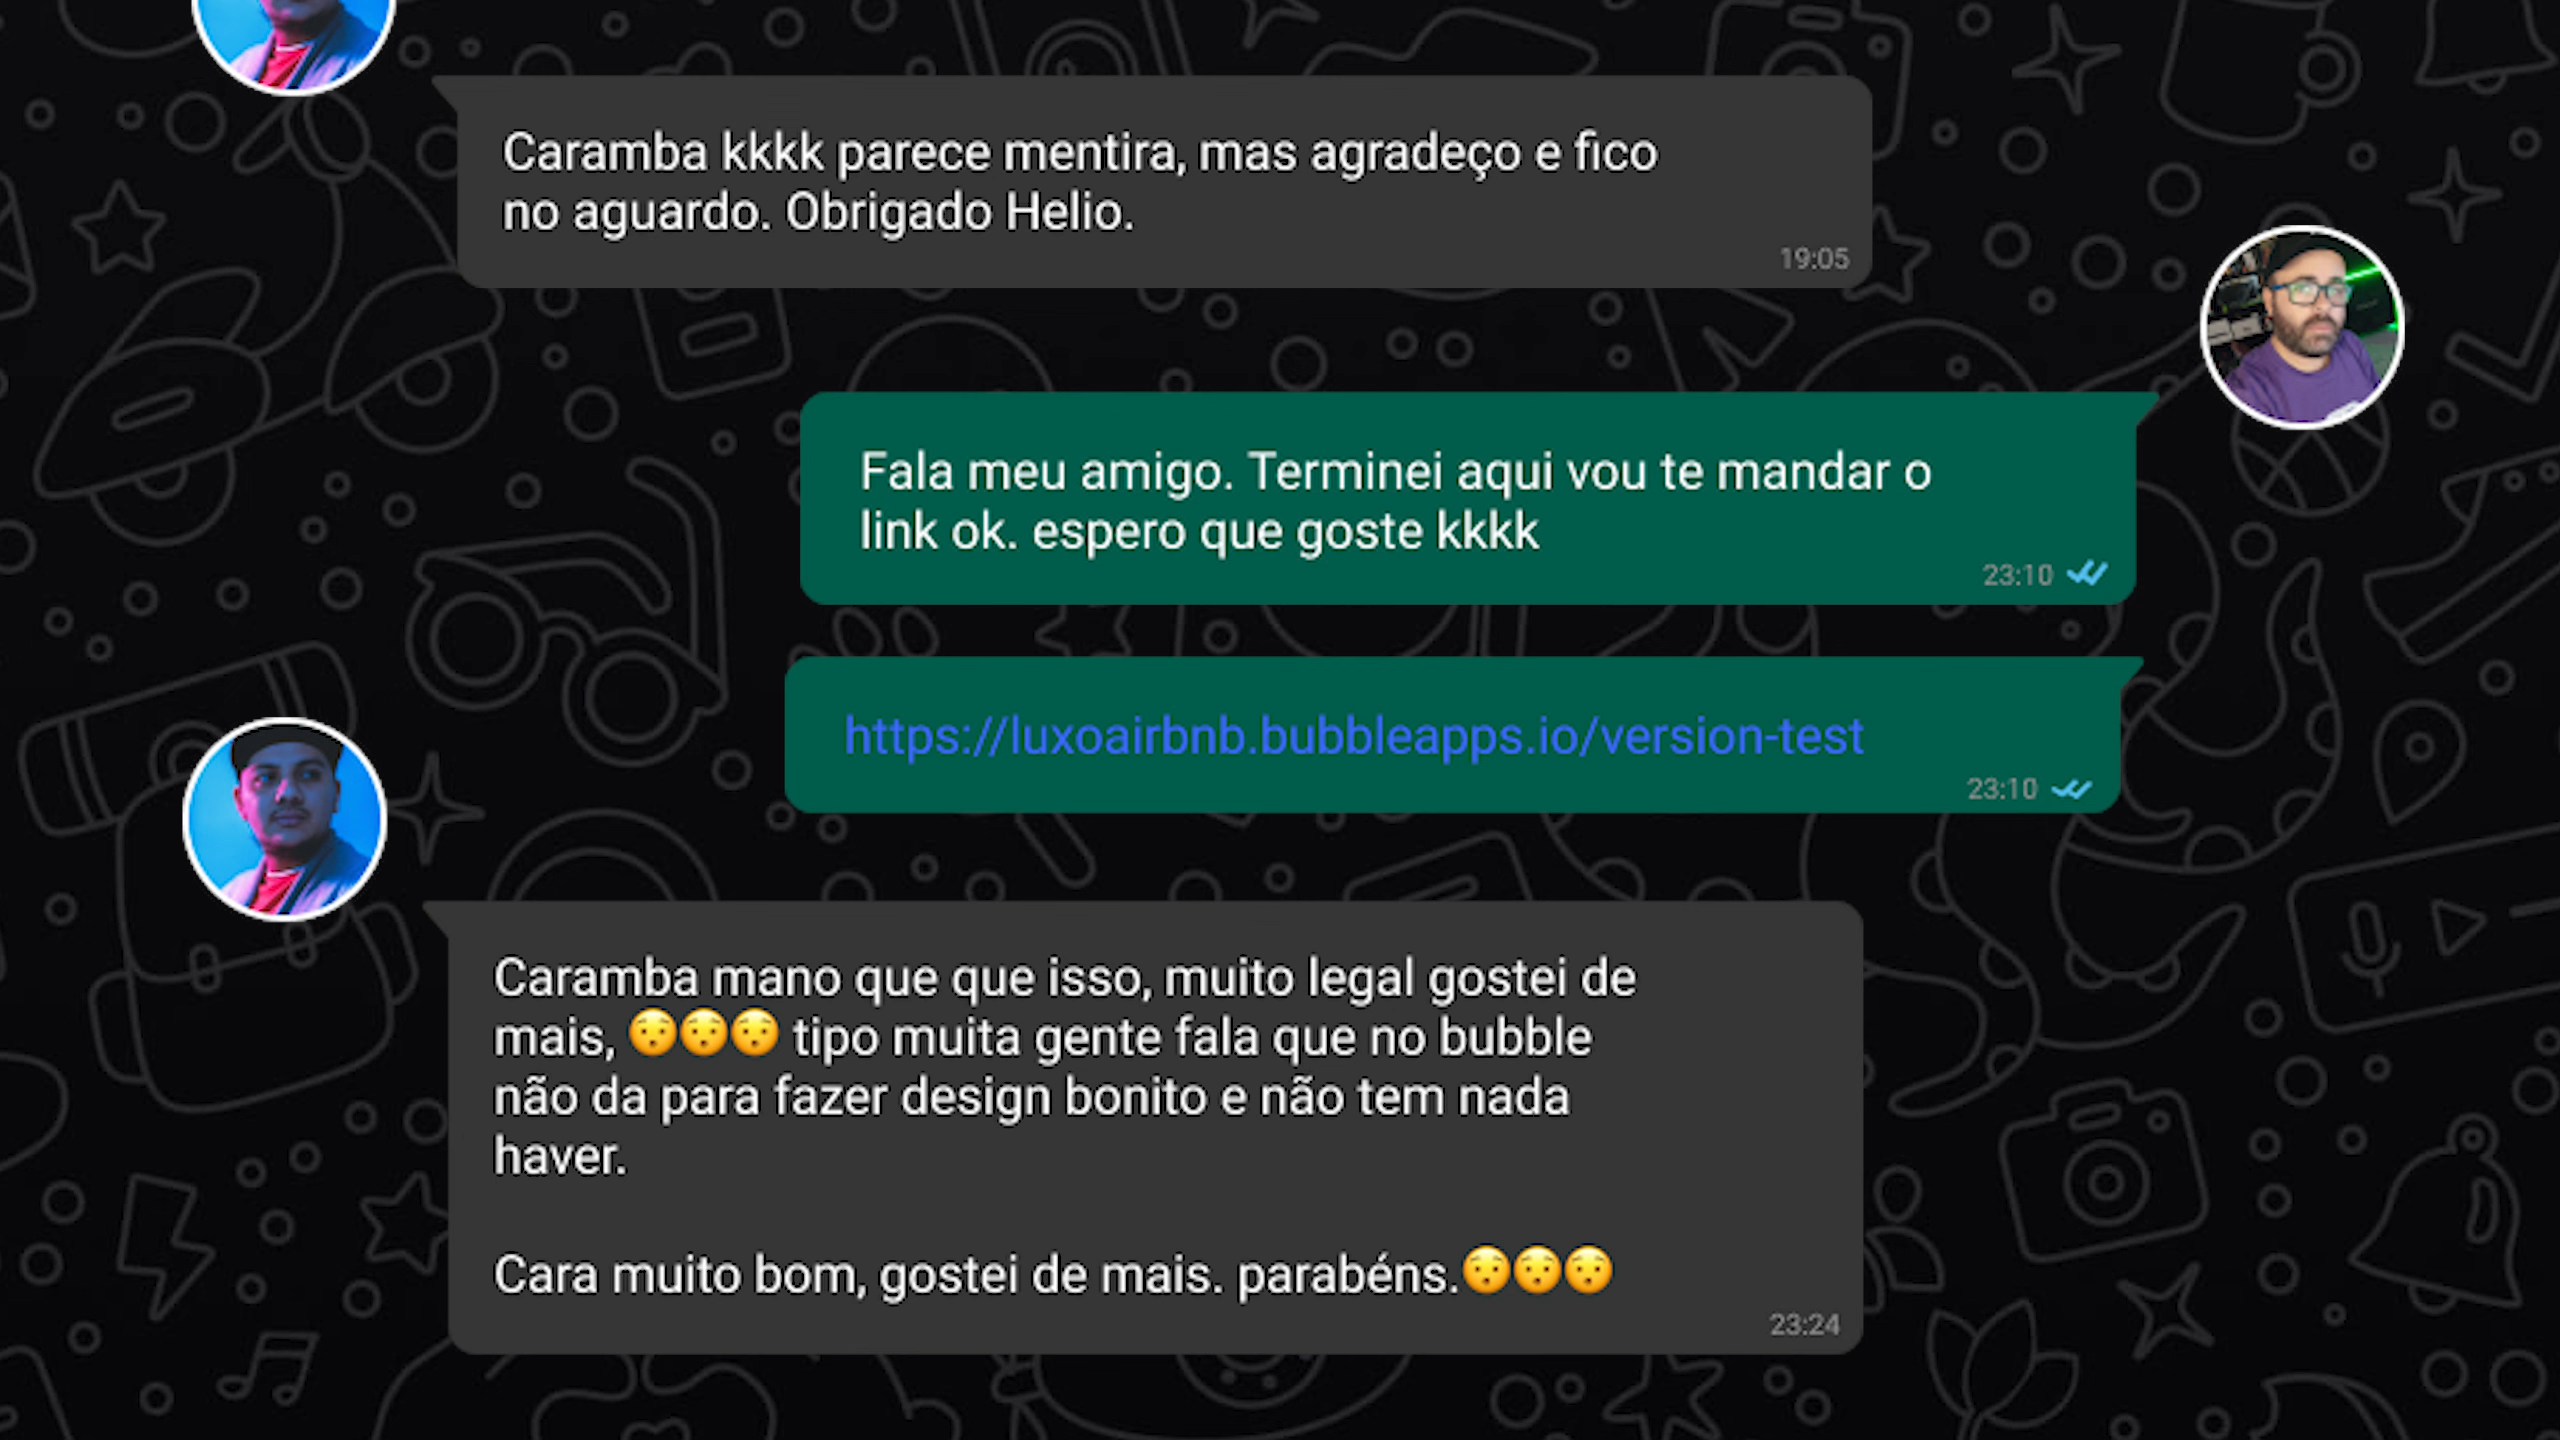 Caramba kkkk parece mentira, mas agradeço e fico
no aguardo. Obrigado Helio.
19:05
Fala meu amigo. Terminei aqui vou te mandar o
link ok. espero que goste kkkk
23:10
https://luxoairbnb.bubbleapps.io/version-test
23:10
Caramba mano que que isso, muito legal gostei de
mais, 😯😯😯 tipo muita gente fala que no bubble
não da para fazer design bonito e não tem nada
haver.
Cara muito bom, gostei de mais. parabéns.😯😯😯
23:24